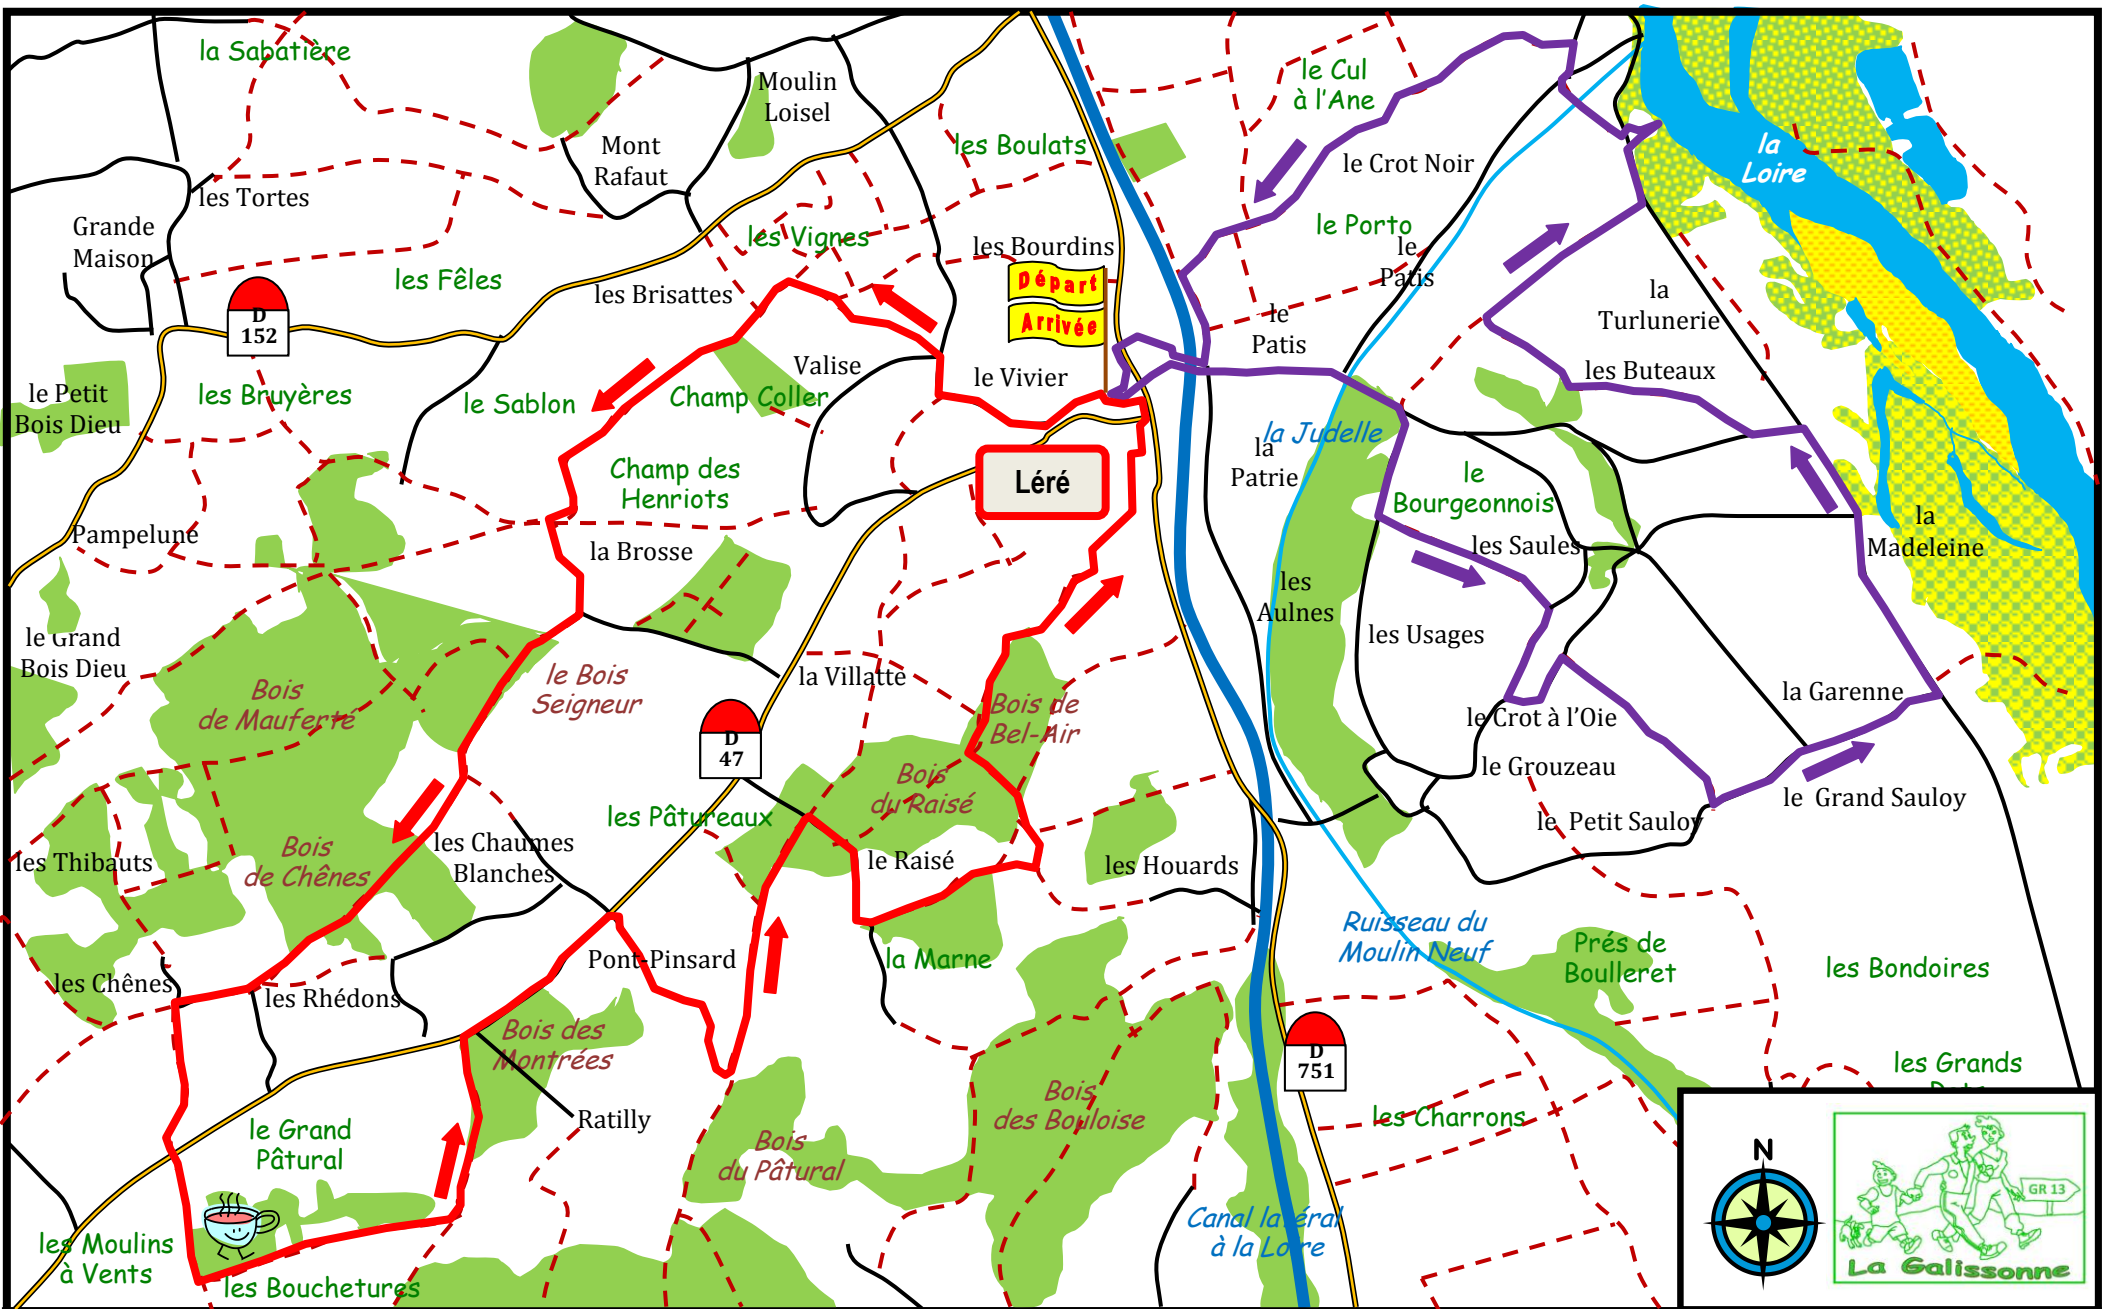 la Sabatière
Moulin
Loisel
le Cul
à l'Ane
Mont
Rafaut
les Boulats
le Crot Noir
la
Loire
les Tortes
Grande
Maison
les Vignes
les Bourdins
le Porto
le
Patis
les Fêles
les Brisattes
Départ
Arrivée
la
Turlunerie
D
152
le
Patis
Valise
le Vivier
les Buteaux
le Petit
Bois Dieu
les Bruyères
le Sablon
Champ Coller
la Judelle
la
Patrie
Champ des
Henriots
Léré
le
Bourgeonnois
Pampelune
la Brosse
les Saules
la
Madeleine
les
Aulnes
le Grand
Bois Dieu
les Usages
Bois
de Mauferté
le Bois
Seigneur
la Villatte
Bois de
Bel-Air
la Garenne
le Crot à l'Oie
D
47
Bois
du Raisé
le Grouzeau
les Pâtureaux
le Grand Sauloy
le Petit Sauloy
les Thibauts
Bois
de Chênes
les Chaumes
Blanches
le Raisé
les Houards
Ruisseau du
Moulin Neuf
Prés de
Boulleret
les Chênes
les Rhédons
Pont-Pinsard
la Marne
les Bondoires
Bois des
Montrées
D
751
les Grands
Bois
des Bouloise
les Charrons
Ratilly
le Grand
Pâtural
Bois
du Pâtural
N
GR 13
Canal latéral
à la Loire
les Moulins
à Vents
les Bouchetures
La Galissonne